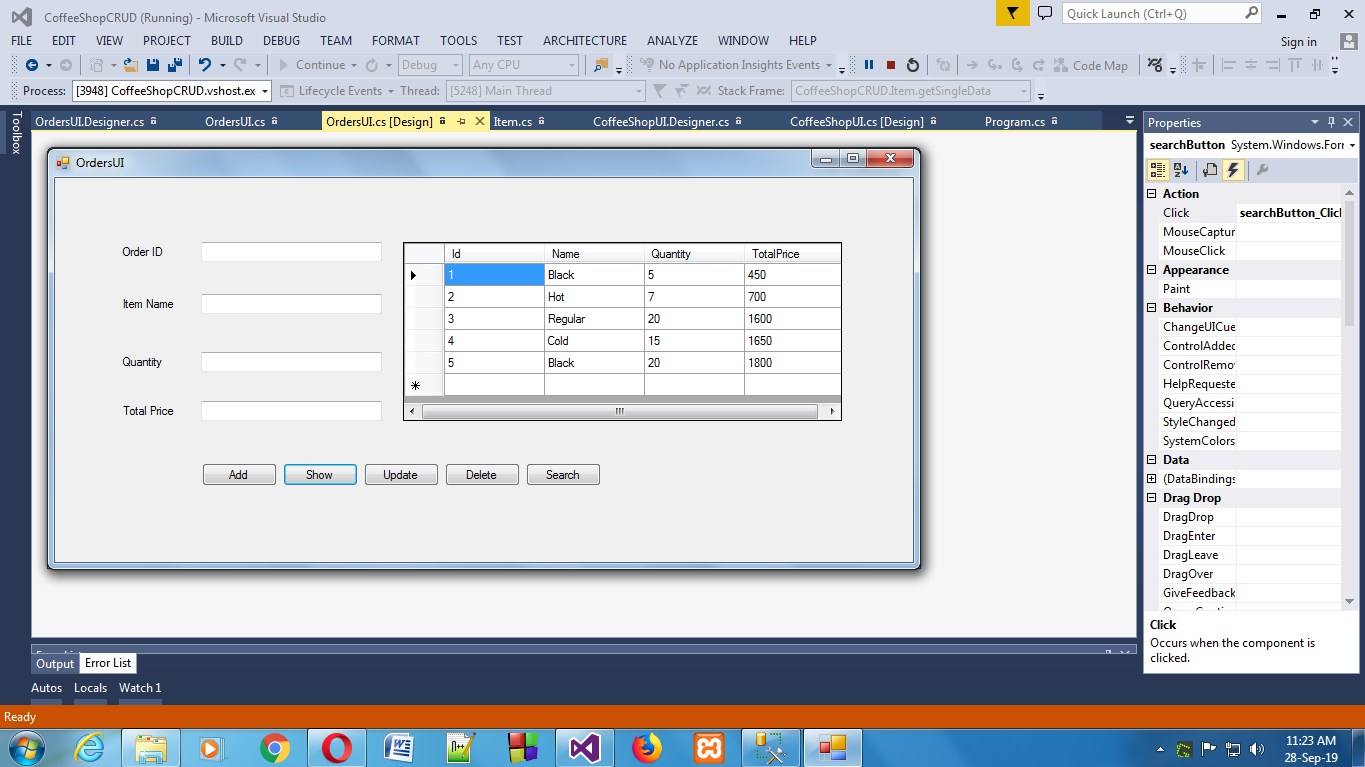 CoffeeShopCRUD (Running) - Microsoft Visual Studio
Quick Launch (Ctrl+Q)
FILE EDIT VIEW PROJECT BUILD DEBUG TEAM FORMAT TOOLS TEST ARCHITECTURE ANALYZE WINDOW HELP
Sign in
Continue Debug Any CPU No Application Insights Events Code Map
Process: [3948] CoffeeShopCRUD.vshost.ex Lifecycle Events Thread: [5248] Main Thread Stack Frame: CoffeeShopCRUD.Item.getSingleData
Toolbox
OrdersUI.Designer.cs OrdersUI.cs OrdersUI.cs [Design] Item.cs CoffeeShopUI.Designer.cs CoffeeShopUI.cs [Design] Program.cs
OrdersUI
Order ID
Item Name
Quantity
Total Price
Id Name Quantity TotalPrice
1 Black 5 450
2 Hot 7 700
3 Regular 20 1600
4 Cold 15 1650
5 Black 20 1800
Add Show Update Delete Search
Properties
searchButton System.Windows.Forr
Action
Click searchButton_Clicl
MouseCaptur
MouseClick
Appearance
Paint
Behavior
ChangeUICue
ControlAdded
ControlRemo
HelpRequeste
QueryAccessi
StyleChanged
SystemColors
Data
(DataBindings
Drag Drop
DragDrop
DragEnter
DragLeave
DragOver
GiveFeedback
Click
Occurs when the component is
clicked.
Output Error List
Autos Locals Watch 1
Ready
11:23 AM
28-Sep-19